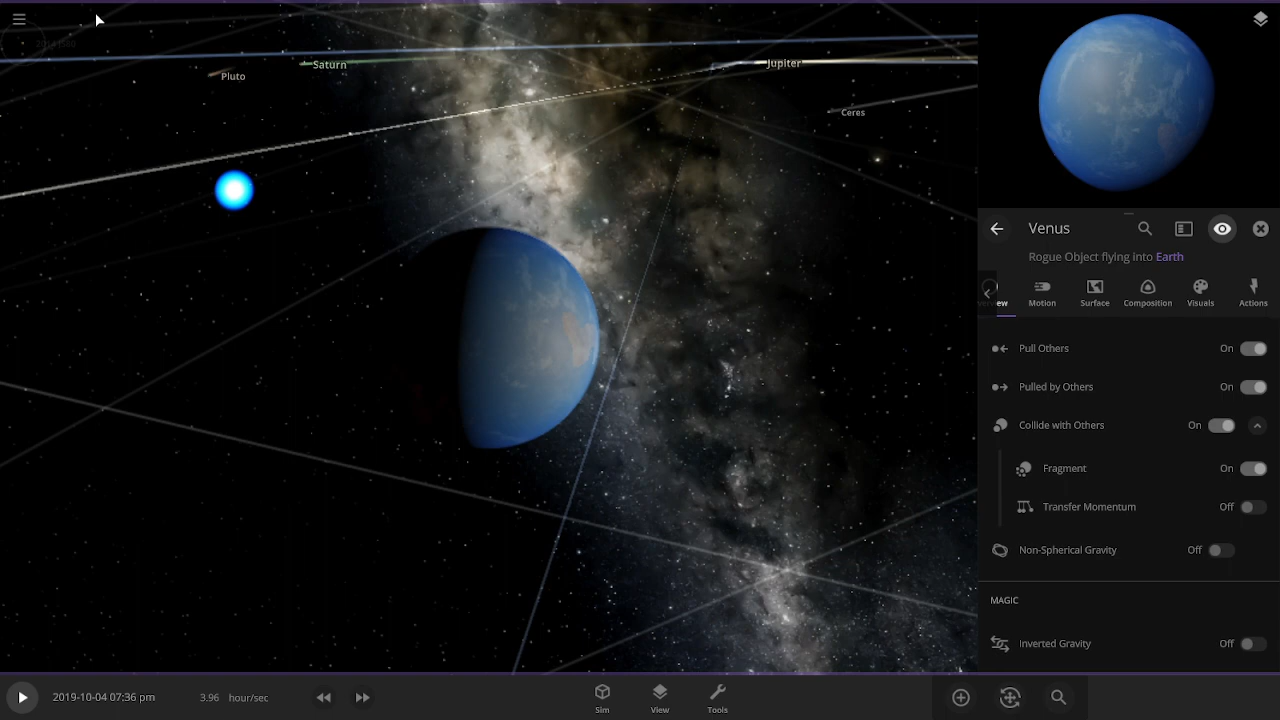 Pluto
Saturn
Jupiter
Ceres
Venus
Rogue Object flying into Earth
Motion
Surface
Composition
Visuals
Actions
Pull Others On
Pulled by Others On
Collide with Others On
Fragment On
Transfer Momentum Off
Non-Spherical Gravity Off
MAGIC
Inverted Gravity Off
2019-10-04 07:36 pm
3.96 hour/sec
Sim
View
Tools